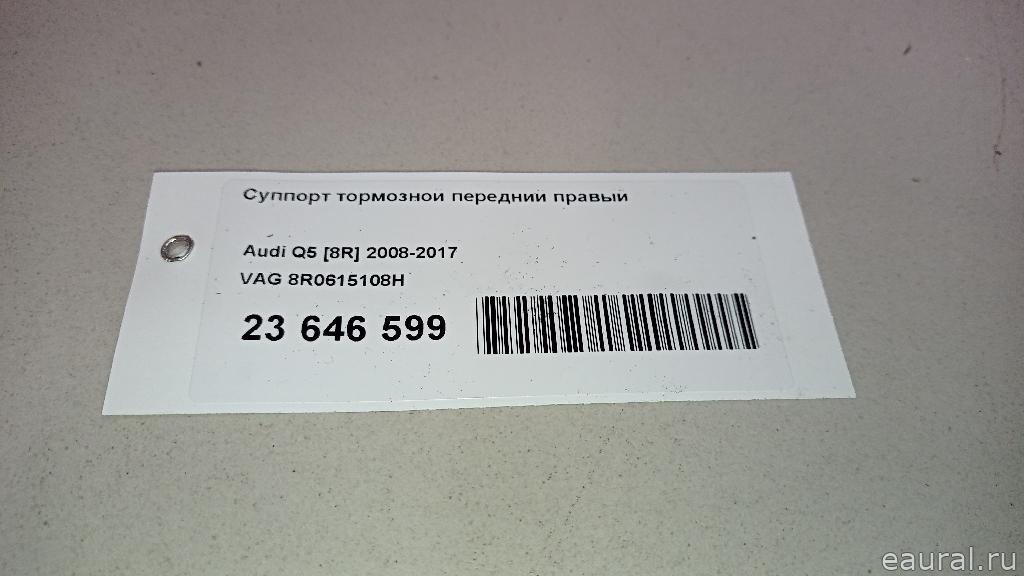 Суппорт тормозной передний правый
Audi Q5 [8R] 2008-2017
VAG 8R0615108H
23 646 599
eaural.ru